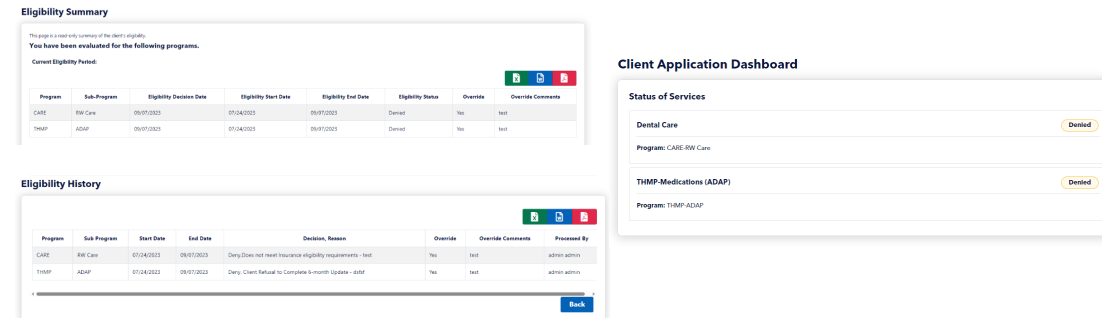 Eligibility Summary
This page is a read-only summary of the client's eligibility.
You have been evaluated for the following programs.
Current Eligibility Period:
Program Sub-Program Eligibility Decision Date Eligibility Start Date Eligibility End Date Eligibility Status Override Override Comments
CARE RW Care 09/07/2023 07/24/2023 09/07/2023 Denied Yes test
THMP ADAP 09/07/2023 07/24/2023 09/07/2023 Denied Yes test
Eligibility History
Program Sub Program Start Date End Date Decision, Reason Override Override Comments Processed By
CARE RW Care 07/24/2023 09/07/2023 Deny.Does not meet Insurance eligibility requirements - test Yes test admin admin
THMP ADAP 07/24/2023 09/07/2023 Deny. Client Refusal to Complete 6-month Update - dsfsf Yes test admin admin
Back
Client Application Dashboard
Status of Services
Dental Care Denied
Program: CARE-RW Care
THMP-Medications (ADAP) Denied
Program: THMP-ADAP